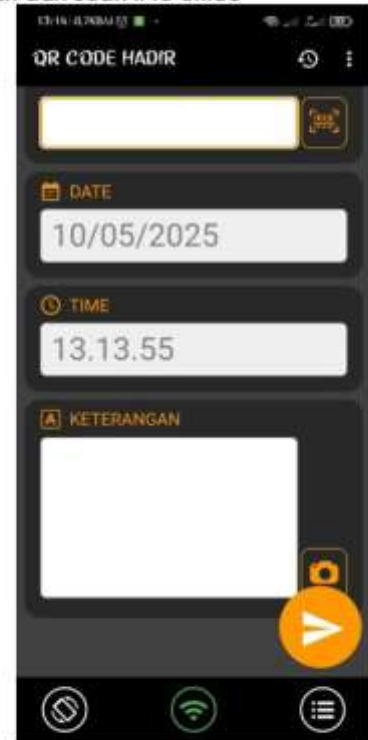 QR CODE HADIR
DATE
10/05/2025
TIME
13.13.55
A KETERANGAN